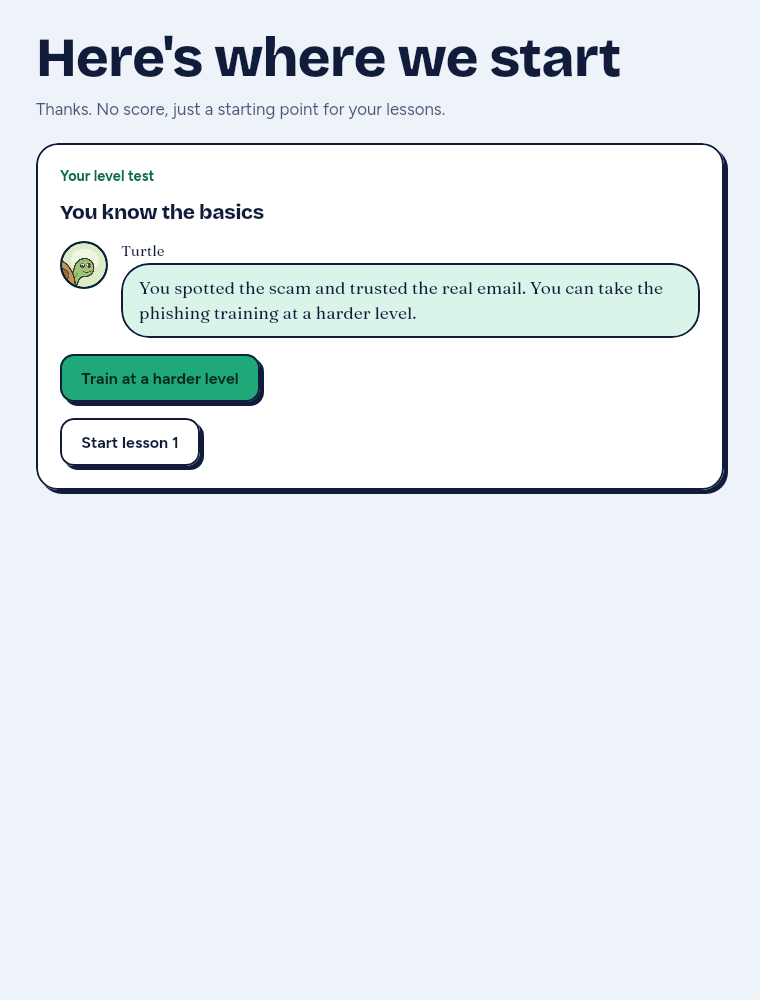 Here's where we start
Thanks. No score, just a starting point for your lessons.
Your level test
You know the basics
Turtle
You spotted the scam and trusted the real email. You can take the
phishing training at a harder level.
Train at a harder level
Start lesson 1